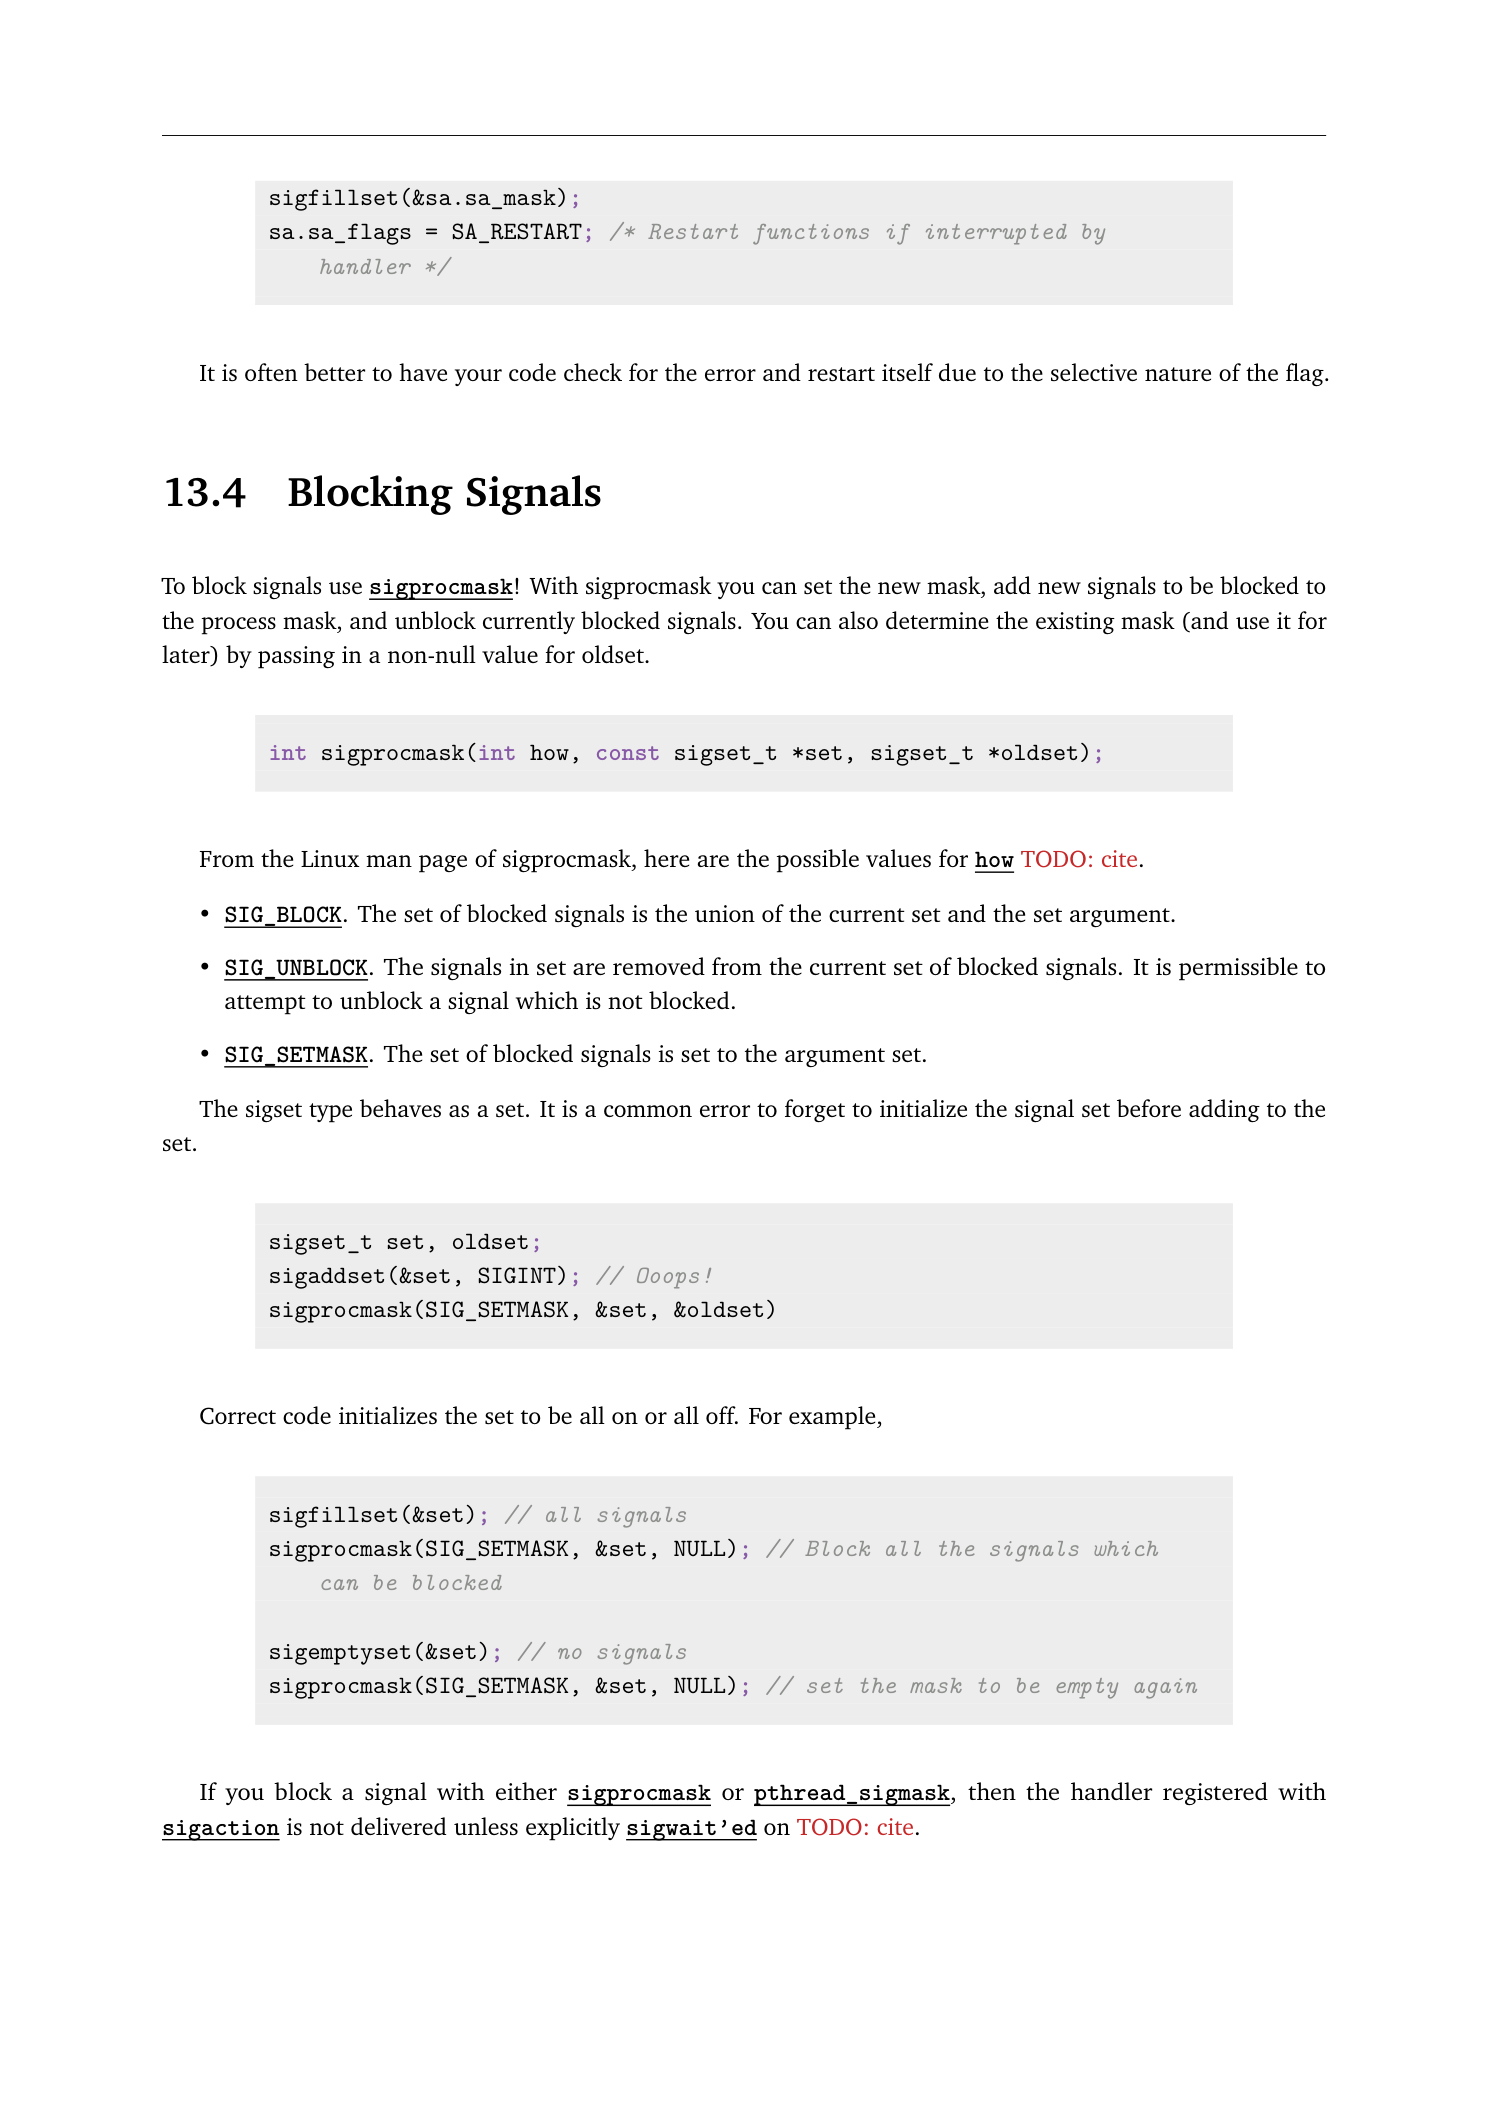 sigfillset(&sa.sa_mask);
sa.sa_flags = SA_RESTART; /* Restart functions if interrupted by
handler */
It is often better to have your code check for the error and restart itself due to the selective nature of the flag.
13.4 Blocking Signals
To block signals use sigprocmask! With sigprocmask you can set the new mask, add new signals to be blocked to
the process mask, and unblock currently blocked signals. You can also determine the existing mask (and use it for
later) by passing in a non-null value for oldset.
int sigprocmask(int how, const sigset_t *set, sigset_t *oldset);
From the Linux man page of sigprocmask, here are the possible values for how TODO: cite.
• SIG_BLOCK. The set of blocked signals is the union of the current set and the set argument.
• SIG_UNBLOCK. The signals in set are removed from the current set of blocked signals. It is permissible to
attempt to unblock a signal which is not blocked.
• SIG_SETMASK. The set of blocked signals is set to the argument set.
The sigset type behaves as a set. It is a common error to forget to initialize the signal set before adding to the
set.
sigset_t set, oldset;
sigaddset(&set, SIGINT); // Ooops!
sigprocmask(SIG_SETMASK, &set, &oldset)
Correct code initializes the set to be all on or all off. For example,
sigfillset(&set); // all signals
sigprocmask(SIG_SETMASK, &set, NULL); // Block all the signals which
can be blocked
sigemptyset(&set); // no signals
sigprocmask(SIG_SETMASK, &set, NULL); // set the mask to be empty again
If you block a signal with either sigprocmask or pthread_sigmask, then the handler registered with
sigaction is not delivered unless explicitly sigwait'ed on TODO: cite.